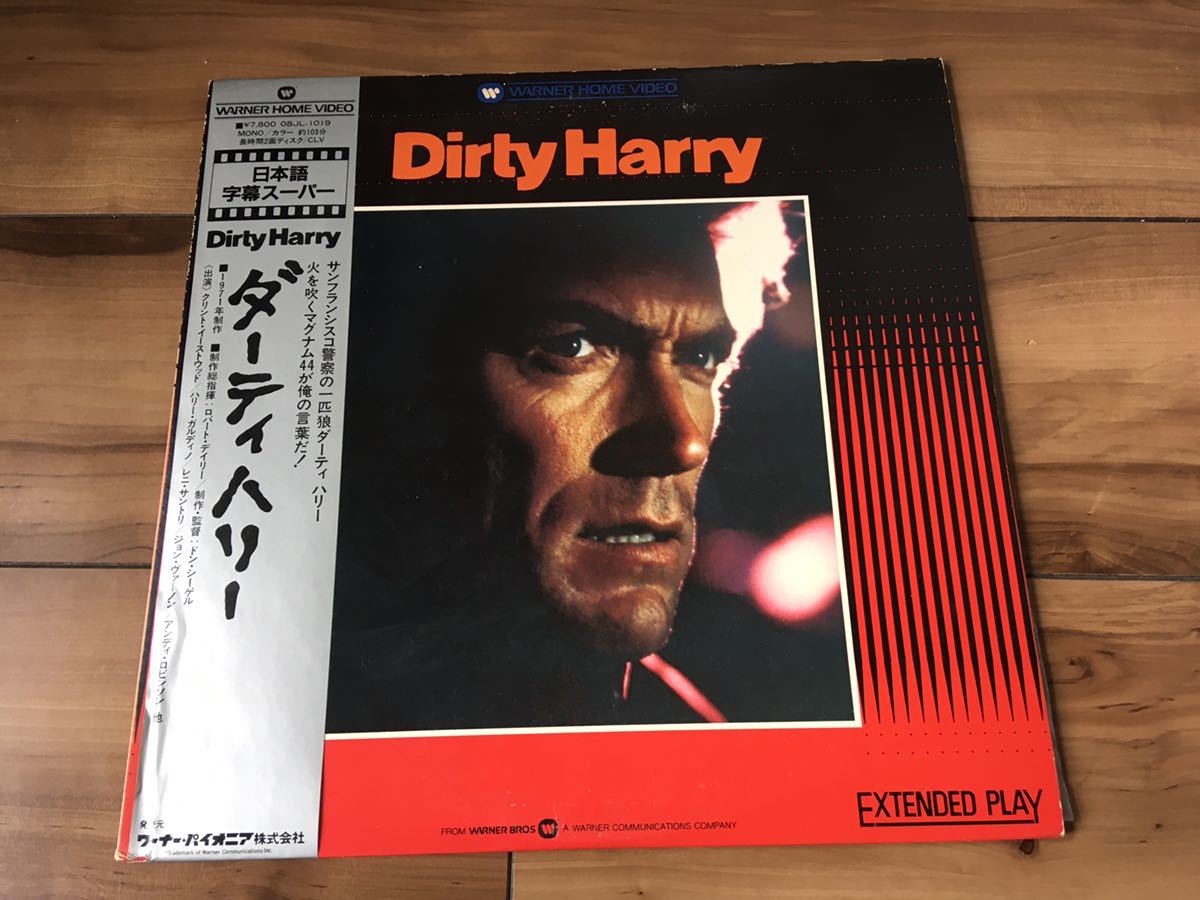 WARNER HOME VIDEO
■¥7,800 08JL-1019
MONO/カラー 約103分
長時間2面ディスク/CLV
日本語
字幕スーパー
Dirty Harry
サンフランシスコ警察の一匹狼ダーティ ハリー
火を吹くマグナム44が俺の言葉だ!
ダーティハリー
■1971年制作 ■制作総指揮:ロバート・デイリー/制作・監督:ドン・シーゲル
〈出演〉クリント・イーストウッド/ハリー・ガルディノ/レニ・サントリ/ジョン・ヴァーノン/アンディ・ロビンソン 他
発売元
ワーナー・パイオニア株式会社
Trademark of Warner Communications Inc.
WARNER HOME VIDEO
Dirty Harry
EXTENDED PLAY
FROM WARNER BROS A WARNER COMMUNICATIONS COMPANY